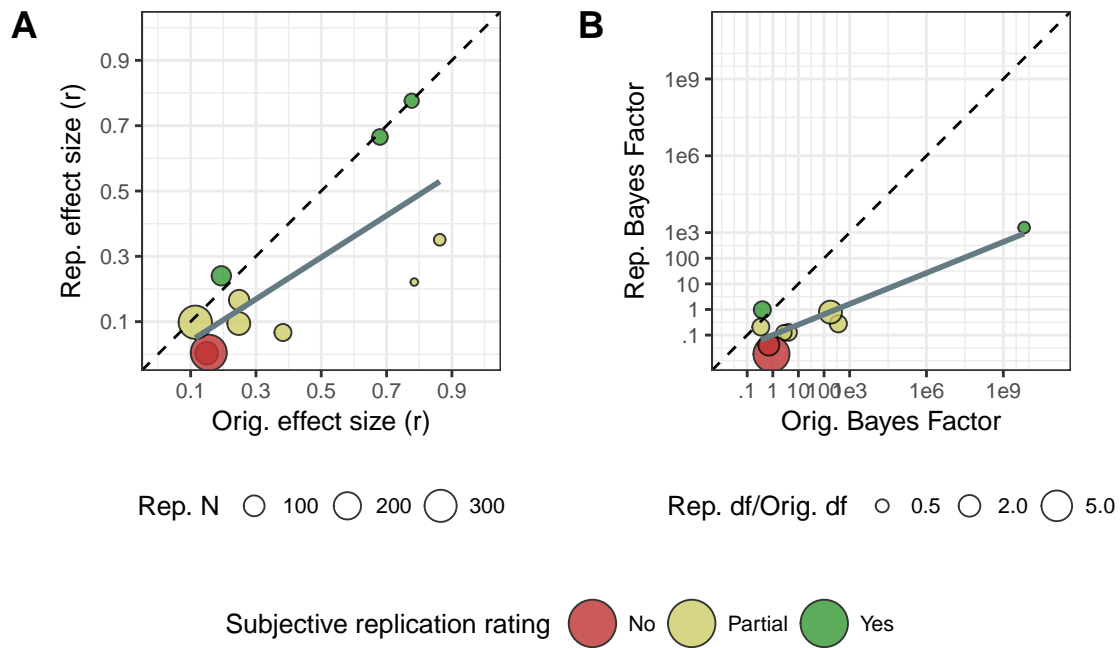 A
B
Rep. effect size (r)
0.9
0.7
0.5
0.3
0.1
0.1 0.3 0.5 0.7 0.9
Orig. effect size (r)
Rep. Bayes Factor
1e9
1e6
1e3
100
10
1
.1
.1 1 10 100 1e3 1e6 1e9
Orig. Bayes Factor
Rep. N 100 200 300
Rep. df/Orig. df 0.5 2.0 5.0
Subjective replication rating No Partial Yes